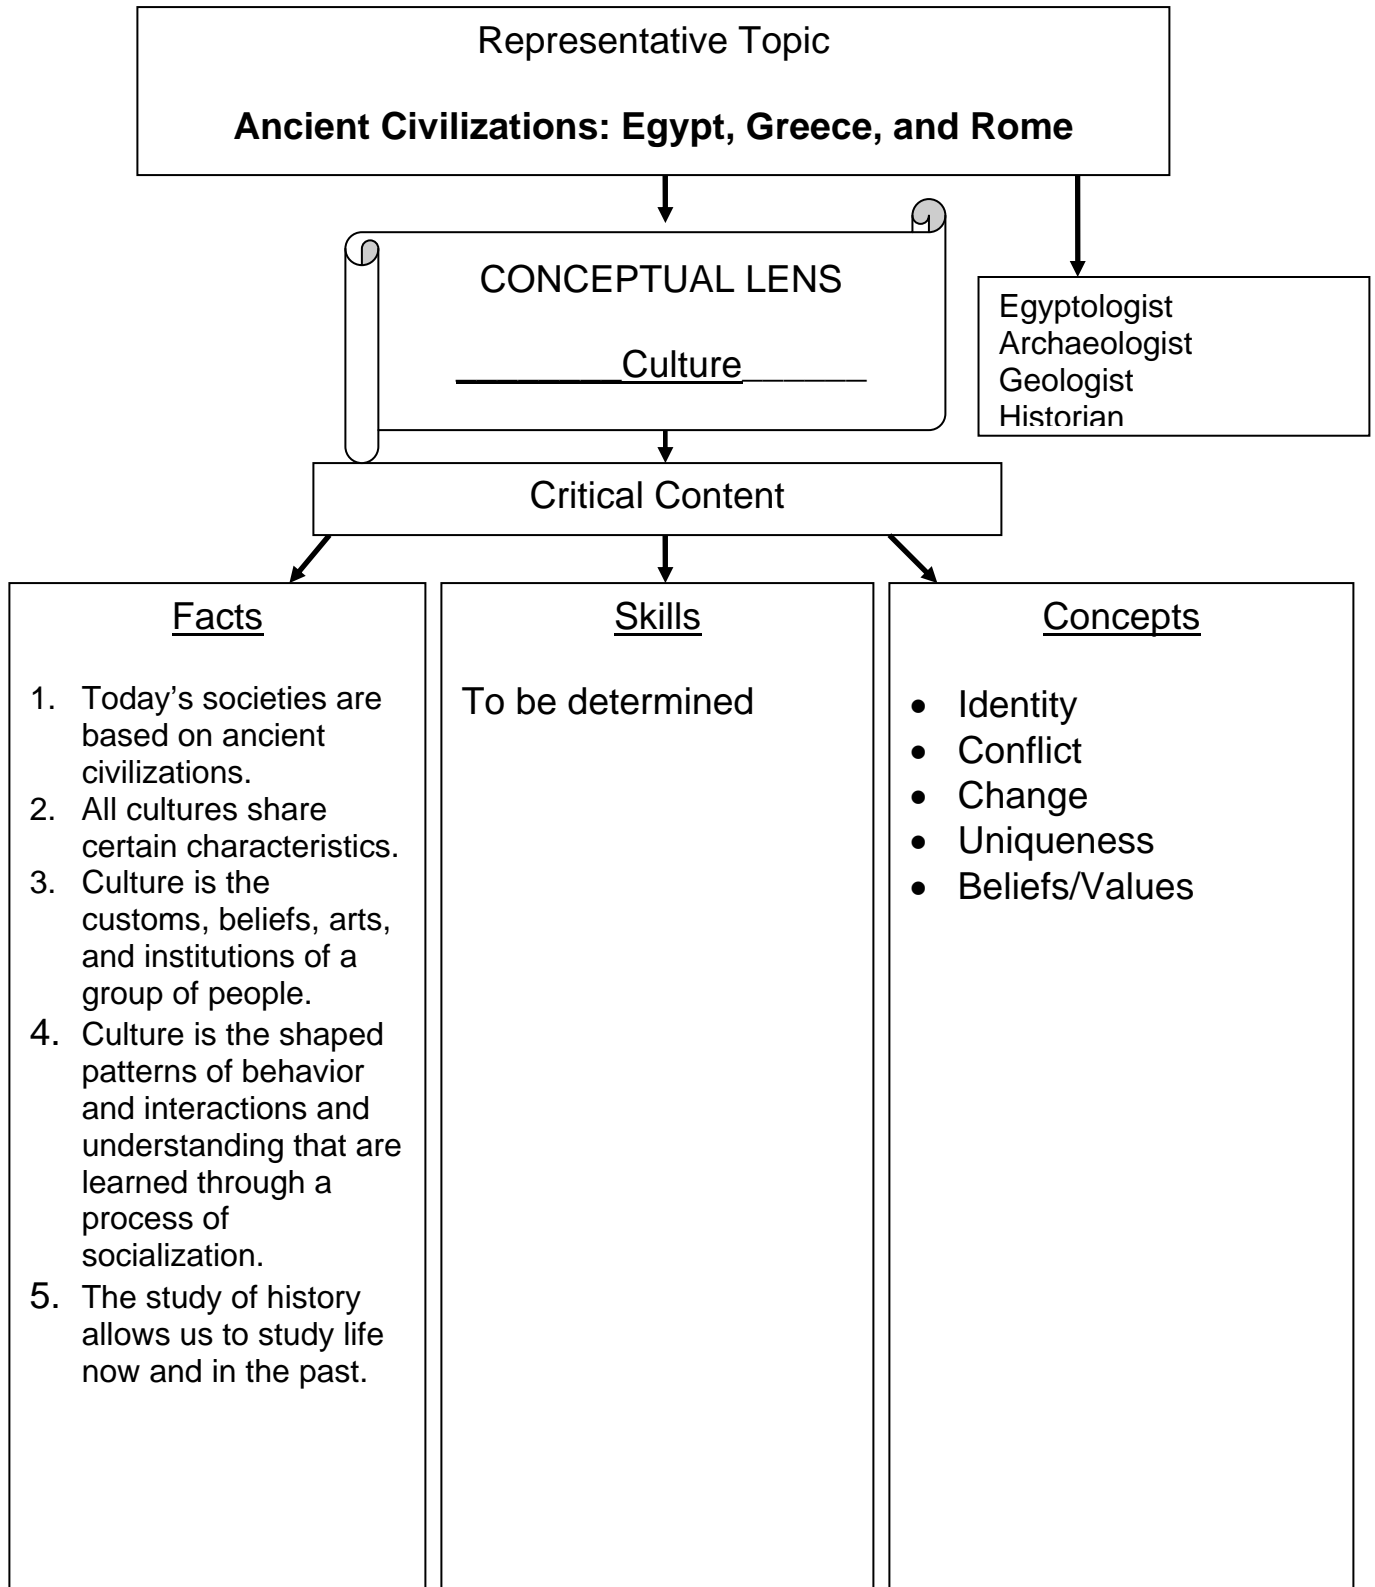 Representative Topic
Ancient Civilizations: Egypt, Greece, and Rome
CONCEPTUAL LENS
________Culture______
Egyptologist
Archaeologist
Geologist
Historian
Critical Content
Facts
1. Today’s societies are
based on ancient
civilizations.
2. All cultures share
certain characteristics.
3. Culture is the
customs, beliefs, arts,
and institutions of a
group of people.
4. Culture is the shaped
patterns of behavior
and interactions and
understanding that are
learned through a
process of
socialization.
5. The study of history
allows us to study life
now and in the past.
Skills
To be determined
Concepts
• Identity
• Conflict
• Change
• Uniqueness
• Beliefs/Values